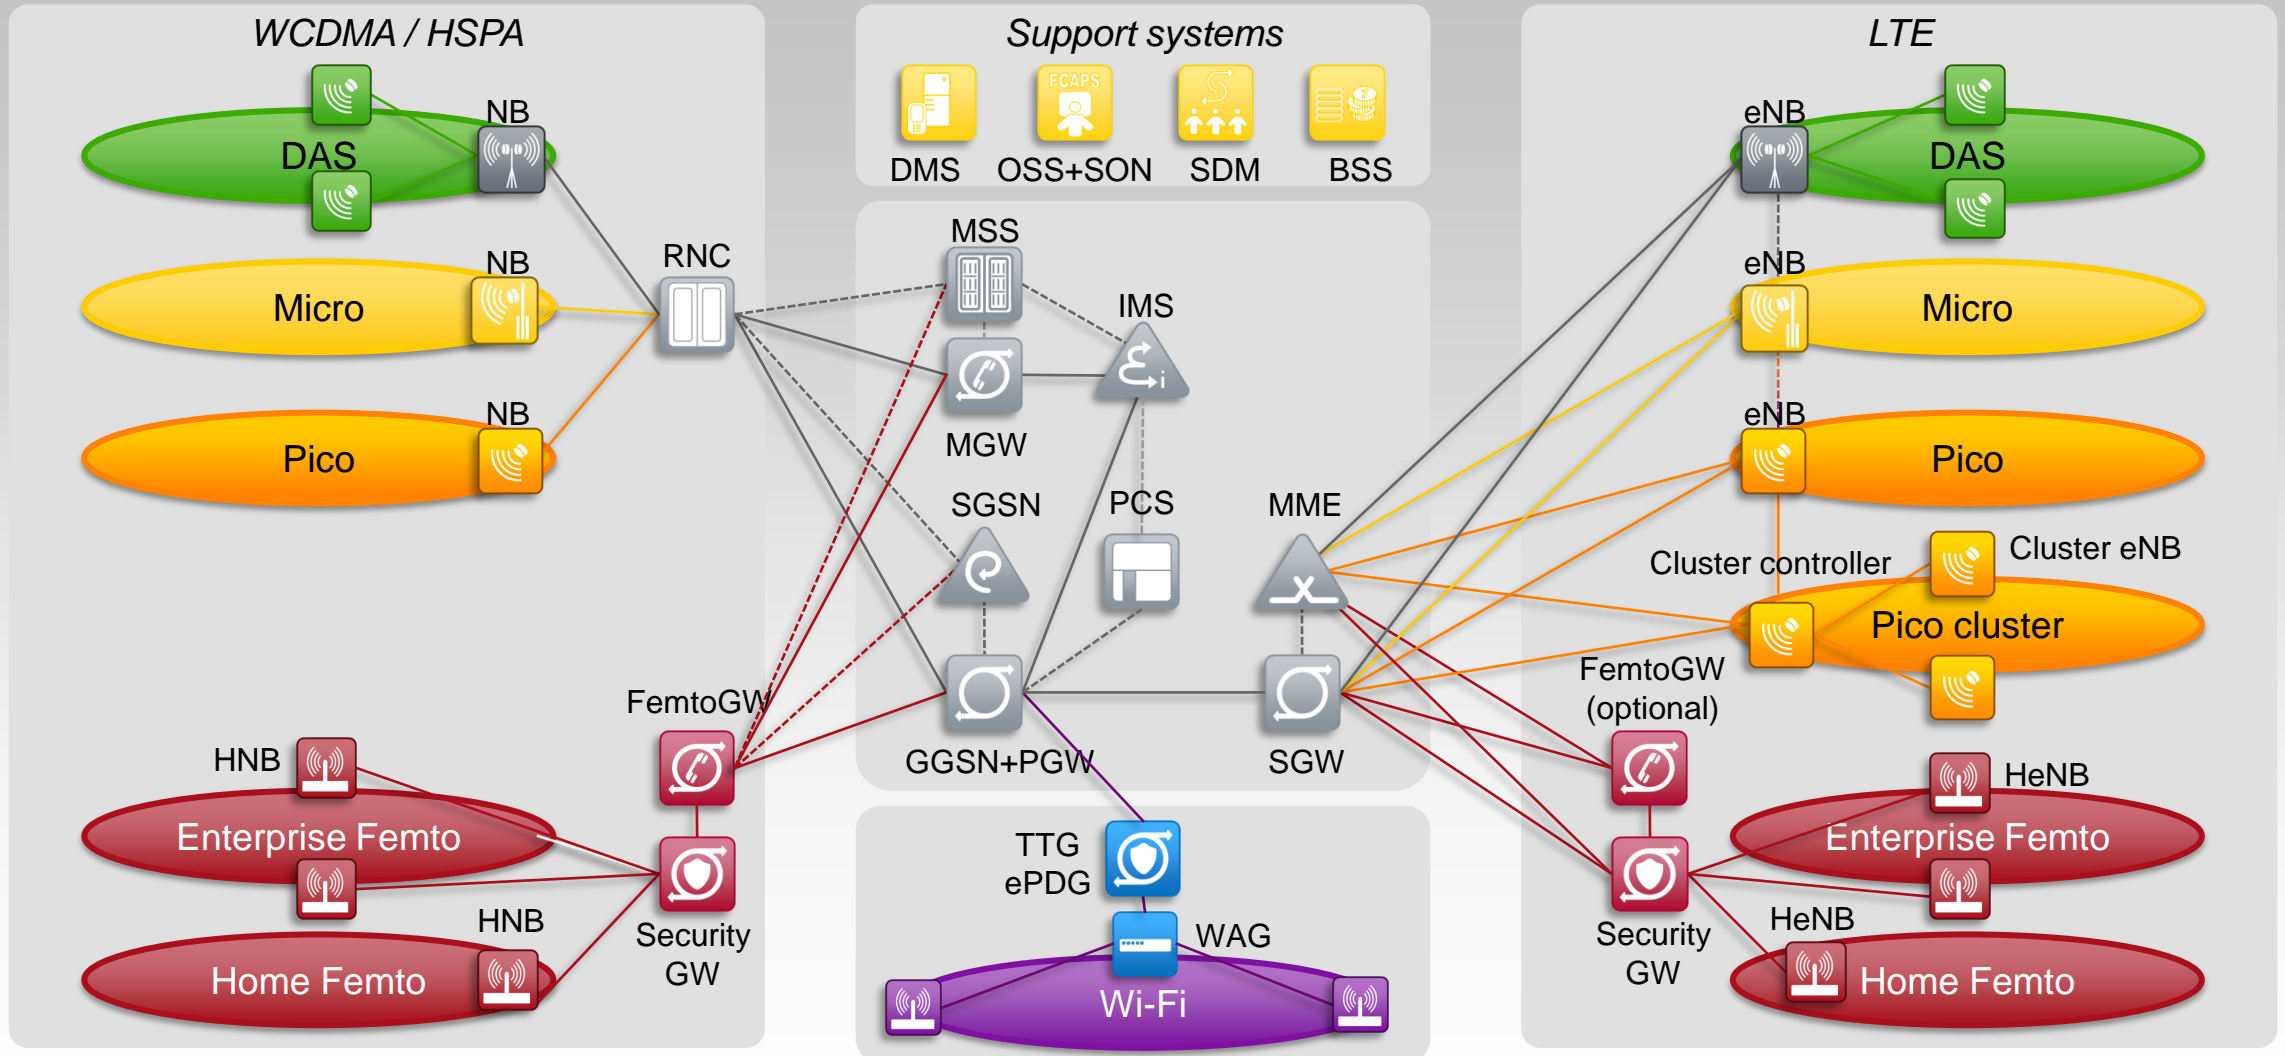 WCDMA / HSPA
NB
DAS
NB
Micro
RNC
NB
Pico
FemtoGW
HNB
Enterprise Femto
HNB
Security
GW
Home Femto
Support systems
FCAPS
DMS
OSS+SON
SDM
BSS
MSS
IMS
i
MGW
SGSN
PCS
MME
GGSN+PGW
SGW
TTG
ePDG
WAG
Wi-Fi
LTE
eNB
DAS
eNB
Micro
eNB
Pico
Cluster eNB
Cluster controller
Pico cluster
FemtoGW
(optional)
HeNB
Enterprise Femto
HeNB
Security
GW
Home Femto